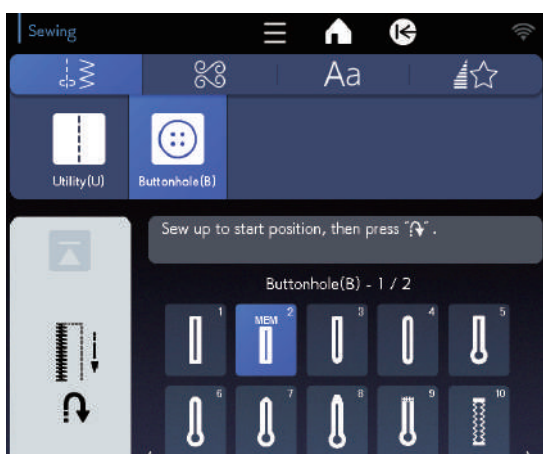 Sewing
Aa
Utility(U) Buttonhole(B)
Sew up to start position, then press "⮎".
Buttonhole(B) - 1 / 2
1 MEM 2 3 4 5
6 7 8 9 10